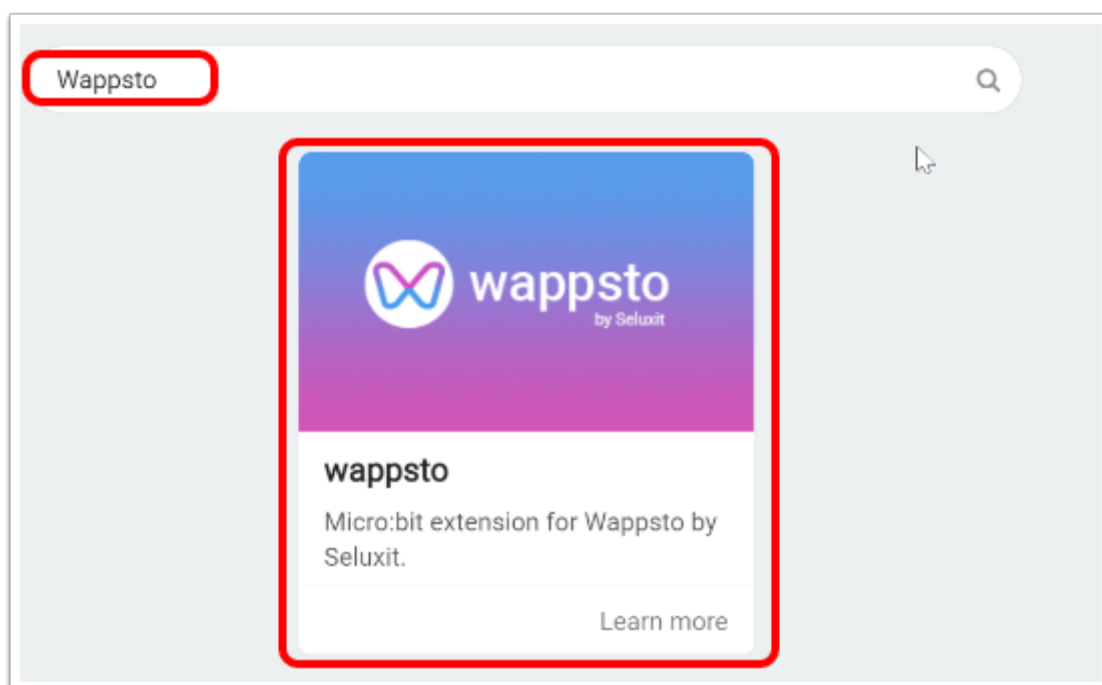 Wappsto
wappsto
by Seluxit
wappsto
Micro:bit extension for Wappsto by
Seluxit.
Learn more